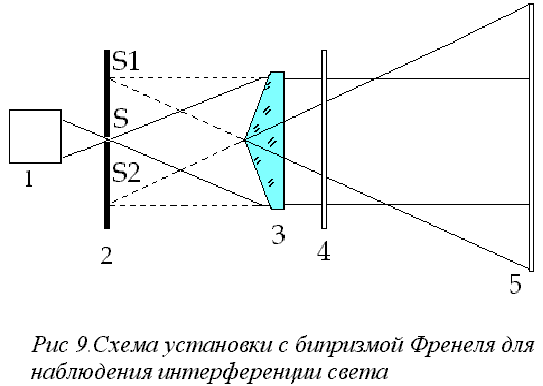 S1
S
S2
1
2
3
4
5
Рис 9.Схема установки с бипризмой Френеля для
наблюдения интерференции света